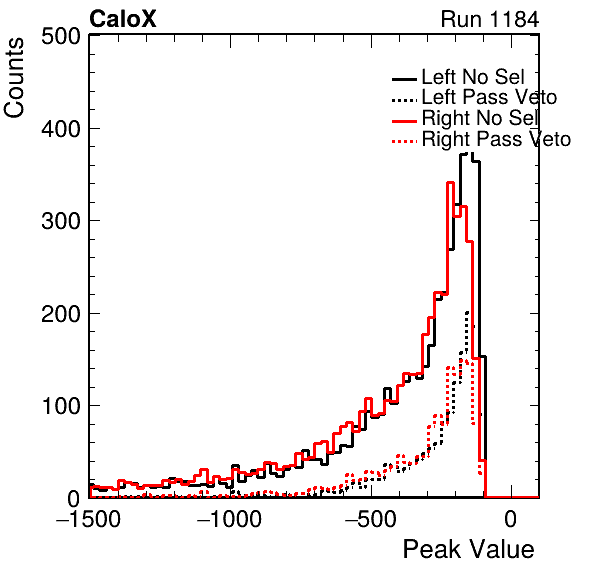 CaloX
Run 1184
Counts
500
400
300
200
100
0
Left No Sel
Left Pass Veto
Right No Sel
Right Pass Veto
−1500 −1000 −500 0
Peak Value